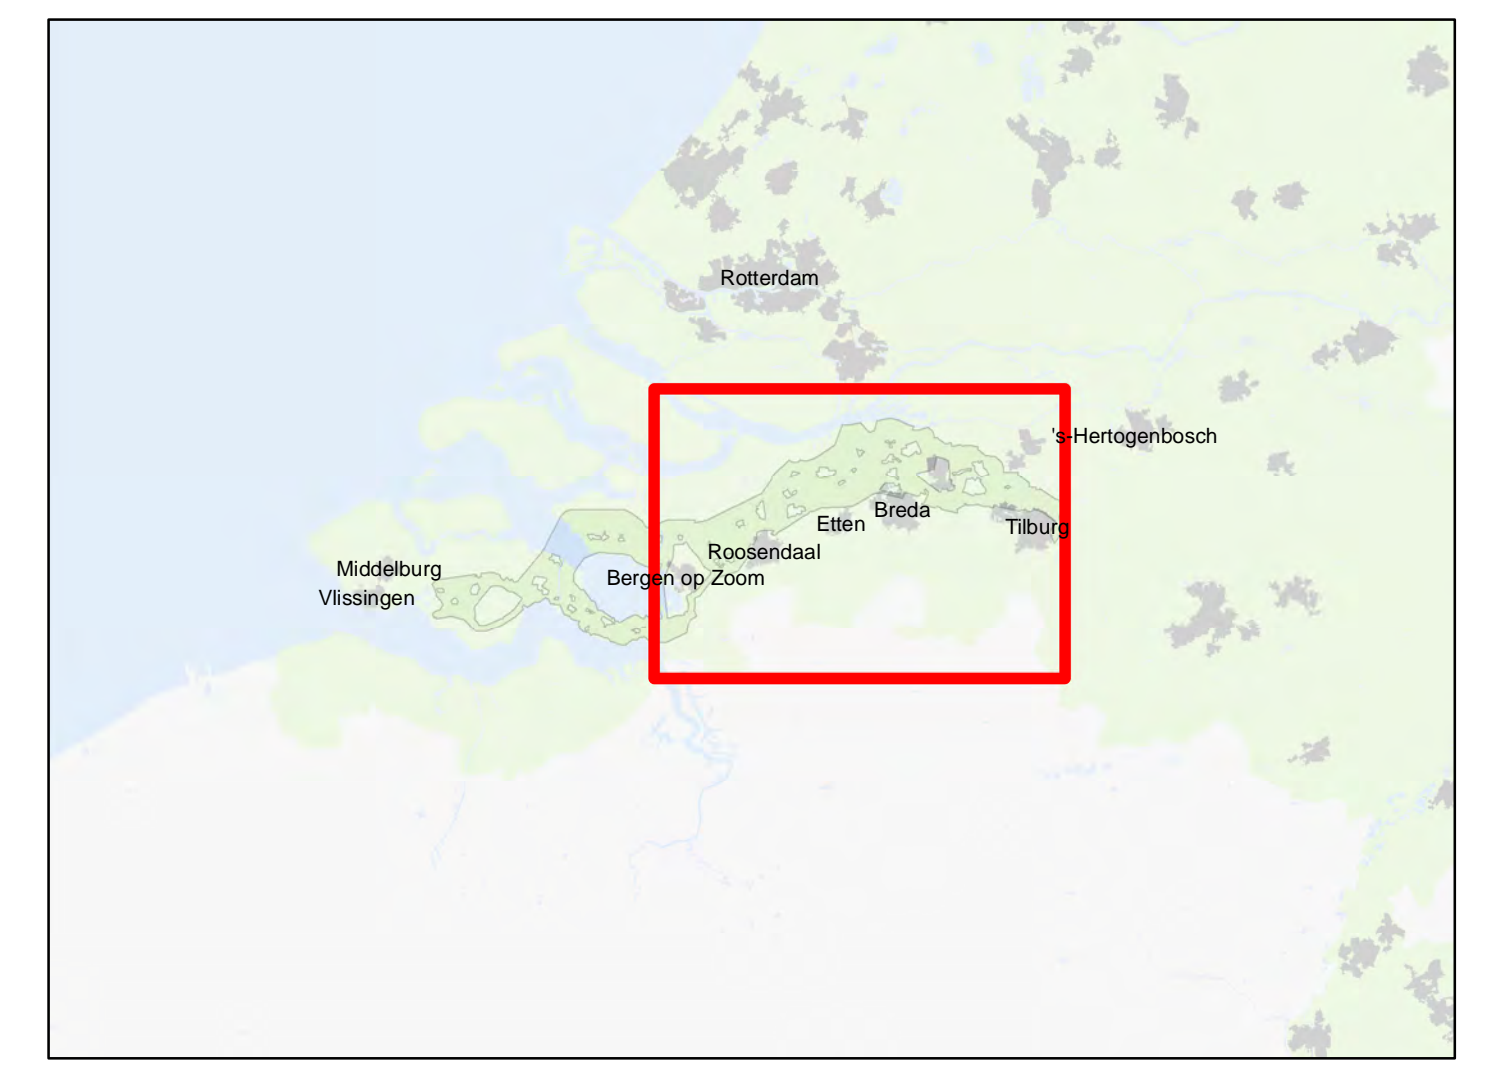 Rotterdam
's-Hertogenbosch
Breda
Etten
Tilburg
Roosendaal
Middelburg
Bergen op Zoom
Vlissingen